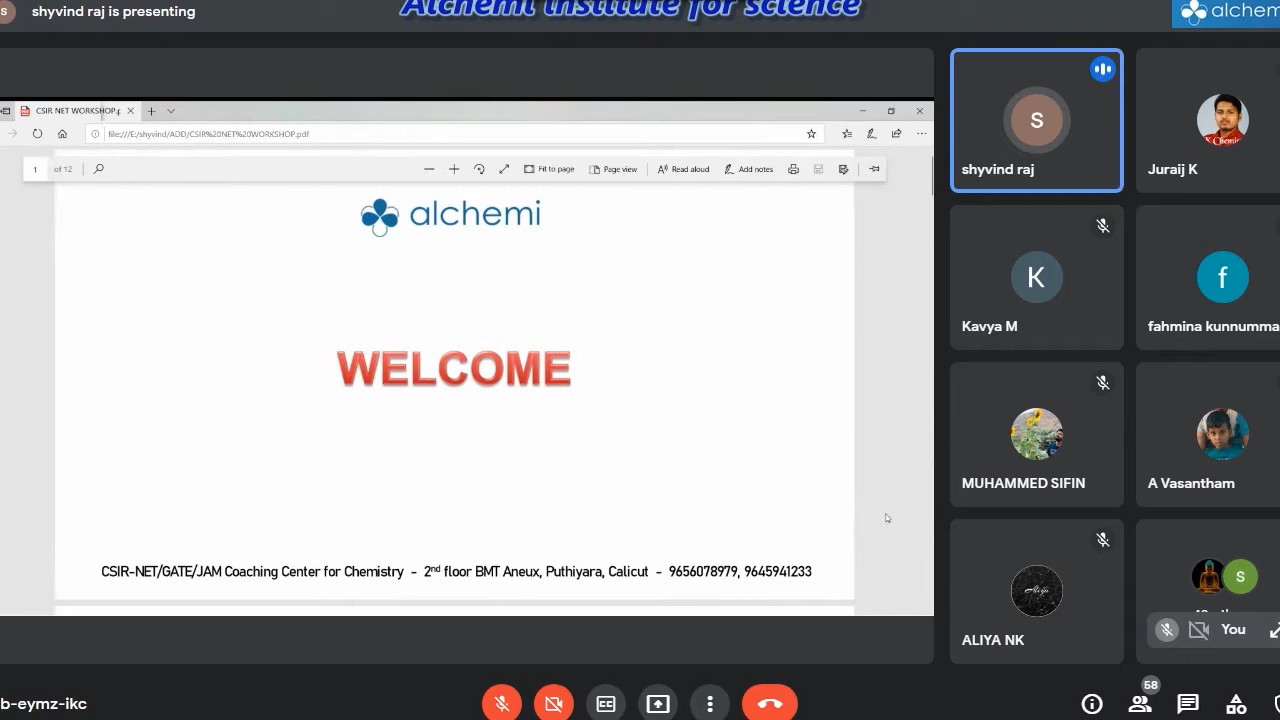 shyvind raj is presenting
Alchemi institute for science
alchemi
CSIR NET WORKSHOP.p
file:///E:/shyvind/ADD/CSIR%20NET%20WORKSHOP.pdf
1 of 12
Fit to page
Page view
Read aloud
Add notes
alchemi
WELCOME
CSIR-NET/GATE/JAM Coaching Center for Chemistry - 2nd floor BMT Aneux, Puthiyara, Calicut - 9656078979, 9645941233
S
shyvind raj
Juraij K
K
Kavya M
f
fahmina kunnumma
MUHAMMED SIFIN
A Vasantham
ALIYA NK
S
You
b-eymz-ikc
CC
58